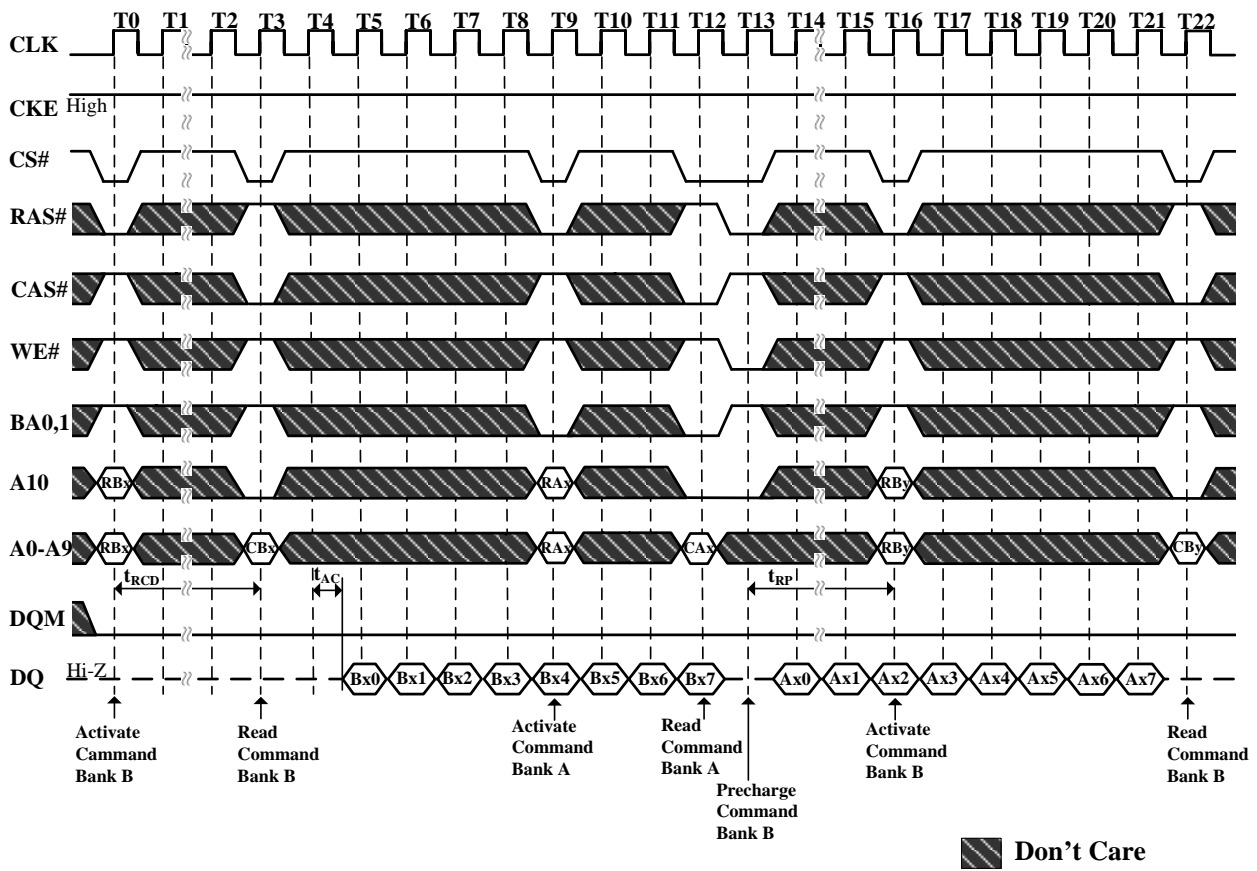 T0 T1 T2 T3 T4 T5 T6 T7 T8 T9 T10 T11 T12 T13 T14 T15 T16 T17 T18 T19 T20 T21 T22
CLK
CKE High
CS#
RAS#
CAS#
WE#
BA0,1
A10 RBx RAx RBy
A0-A9 RBx CBx RAx CAx RBy CBy
tRCD tAC tRP
DQM
DQ Hi-Z Bx0 Bx1 Bx2 Bx3 Bx4 Bx5 Bx6 Bx7 Ax0 Ax1 Ax2 Ax3 Ax4 Ax5 Ax6 Ax7
Activate
Cammand
Bank B
Read
Command
Bank B
Activate
Command
Bank A
Read
Command
Bank A
Precharge
Command
Bank B
Activate
Command
Bank B
Read
Command
Bank B
Don't Care